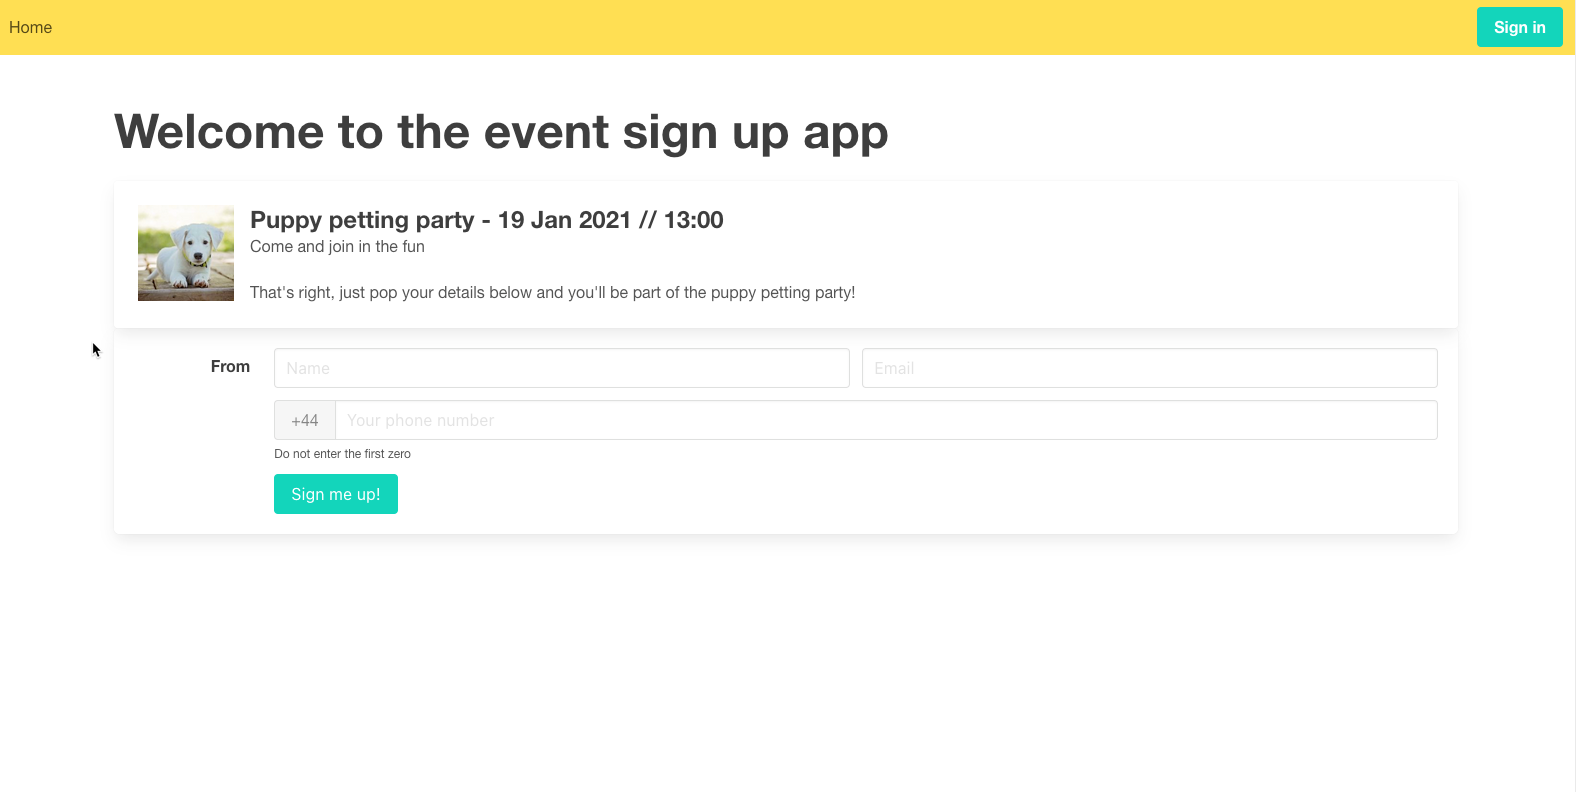 Home
Sign in
Welcome to the event sign up app
Puppy petting party - 19 Jan 2021 // 13:00
Come and join in the fun
That's right, just pop your details below and you'll be part of the puppy petting party!
From
Name
Email
+44
Your phone number
Do not enter the first zero
Sign me up!